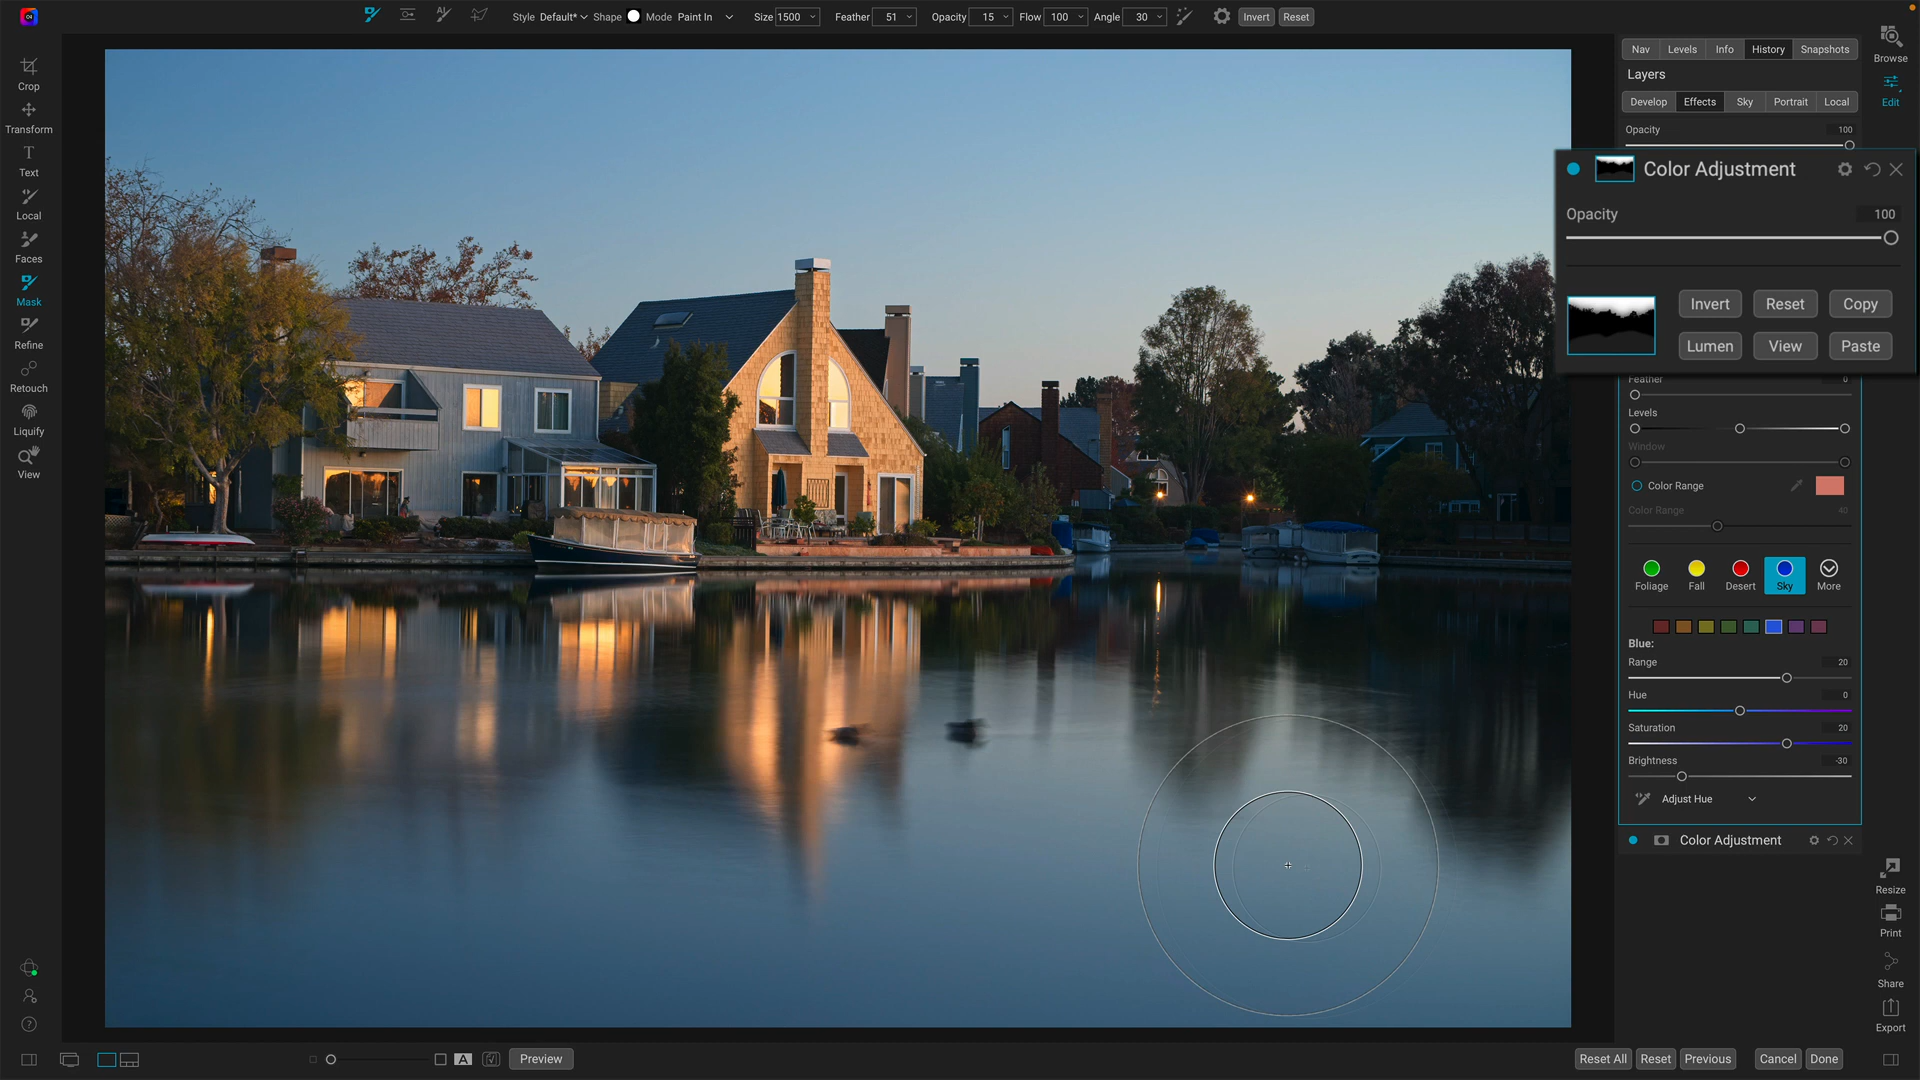 Style Default* Shape Mode Paint In Size 1500 Feather 51 Opacity 15 Flow 100 Angle 30 Invert Reset
Crop
Transform
Text
Local
Faces
Mask
Refine
Retouch
Liquify
View
Nav Levels Info History Snapshots
Layers
Develop Effects Sky Portrait Local
Opacity 100
Color Adjustment
Opacity 100
Invert Reset Copy
Lumen View Paste
Feather 0
Levels
Window
Color Range
Color Range 40
Foliage Fall Desert Sky More
Blue:
Range 20
Hue 0
Saturation 20
Brightness -30
Adjust Hue
Color Adjustment
Browse
Edit
Resize
Print
Share
Export
?
A Preview
Reset All Reset Previous Cancel Done